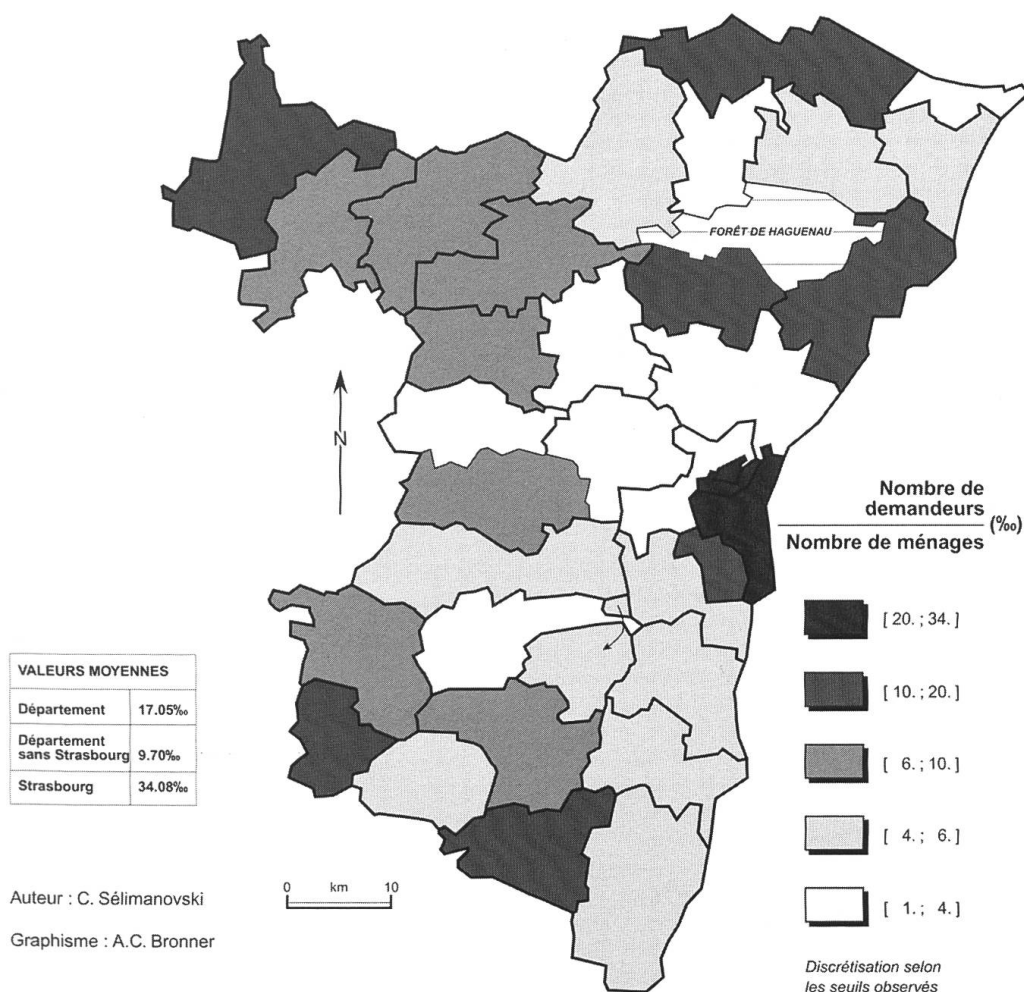 FORÊT DE HAGUENAU
N
Nombre de
demandeurs
(‰)
Nombre de ménages
[ 20. ; 34. ]
[ 10. ; 20. ]
[ 6. ; 10. ]
[ 4. ; 6. ]
[ 1. ; 4. ]
Discrétisation selon
les seuils observés
VALEURS MOYENNES
Département 17.05‰
Département
sans Strasbourg 9.70‰
Strasbourg 34.08‰
0 km 10
Auteur : C. Sélimanovski
Graphisme : A.C. Bronner